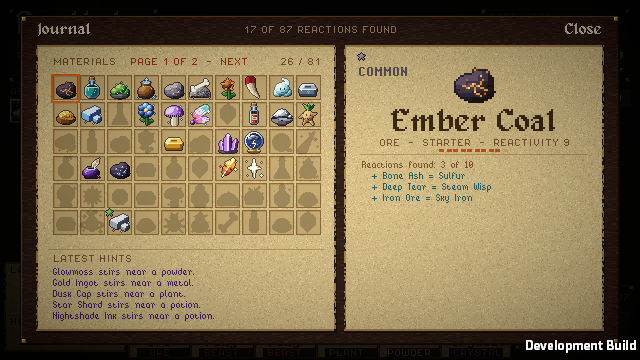 Journal
17 OF 87 REACTIONS FOUND
Close
MATERIALS PAGE 1 OF 2 - NEXT 26 / 81
LATEST HINTS
Glowmoss stirs near a powder.
Gold Ingot stirs near a metal.
Dusk Cap stirs near a plant.
Star Shard stirs near a potion.
Nightshade Ink stirs near a potion.
COMMON
Ember Coal
ORE - STARTER - REACTIVITY 9
Reactions found: 3 of 10
+ Bone Ash = Sulfur
+ Deep Tear = Steam Wisp
+ Iron Ore = Sky Iron
Development Build